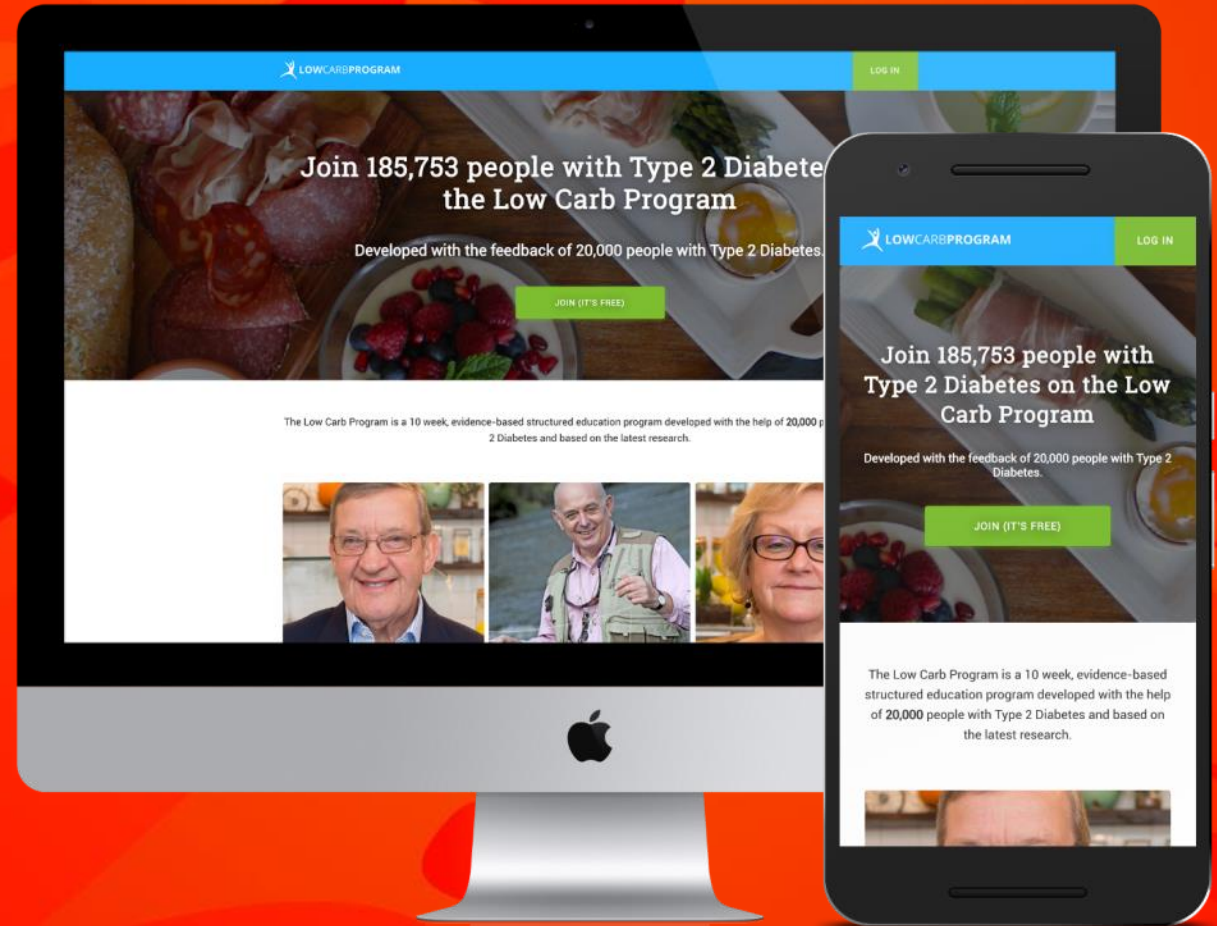 LOWCARBPROGRAM
LOG IN
Join 185,753 people with Type 2 Diabete
the Low Carb Program
Developed with the feedback of 20,000 people with Type 2 Diabetes.
JOIN (IT'S FREE)
The Low Carb Program is a 10 week, evidence-based structured education program developed with the help of 20,000 p
2 Diabetes and based on the latest research.
LOWCARBPROGRAM
LOG IN
Join 185,753 people with
Type 2 Diabetes on the Low
Carb Program
Developed with the feedback of 20,000 people with Type 2
Diabetes.
JOIN (IT'S FREE)
The Low Carb Program is a 10 week, evidence-based
structured education program developed with the help
of 20,000 people with Type 2 Diabetes and based on
the latest research.